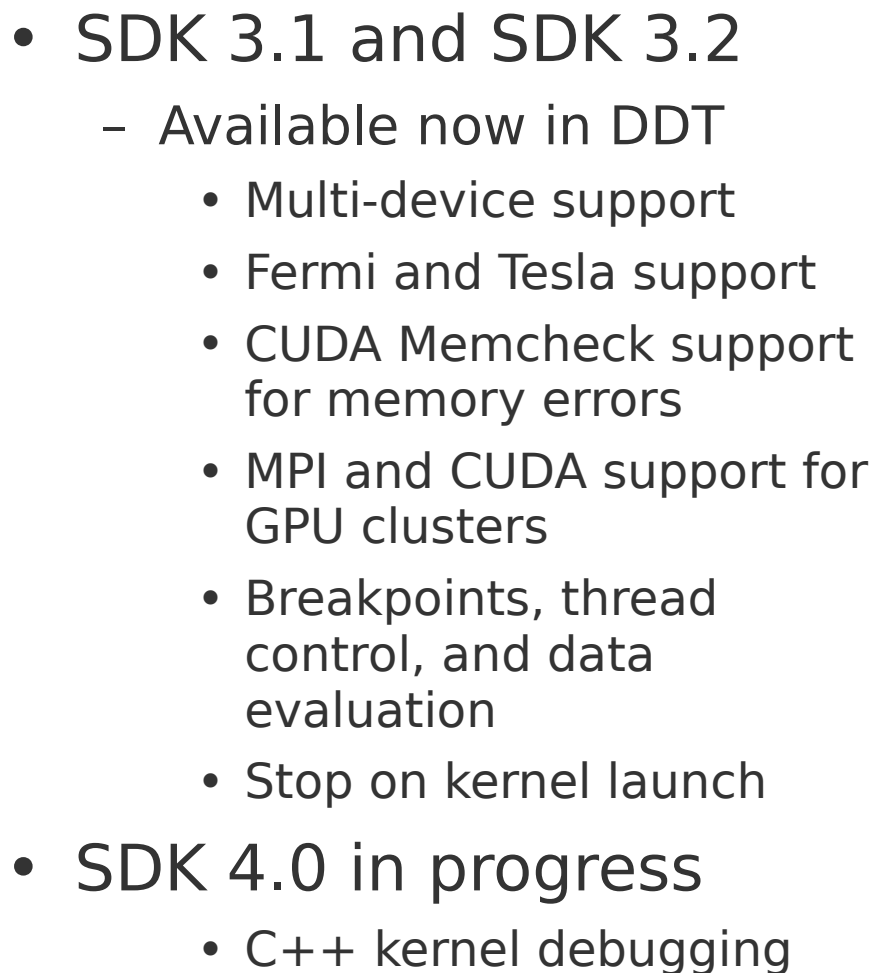 • SDK 3.1 and SDK 3.2
– Available now in DDT
• Multi-device support
• Fermi and Tesla support
• CUDA Memcheck support
for memory errors
• MPI and CUDA support for
GPU clusters
• Breakpoints, thread
control, and data
evaluation
• Stop on kernel launch
• SDK 4.0 in progress
• C++ kernel debugging